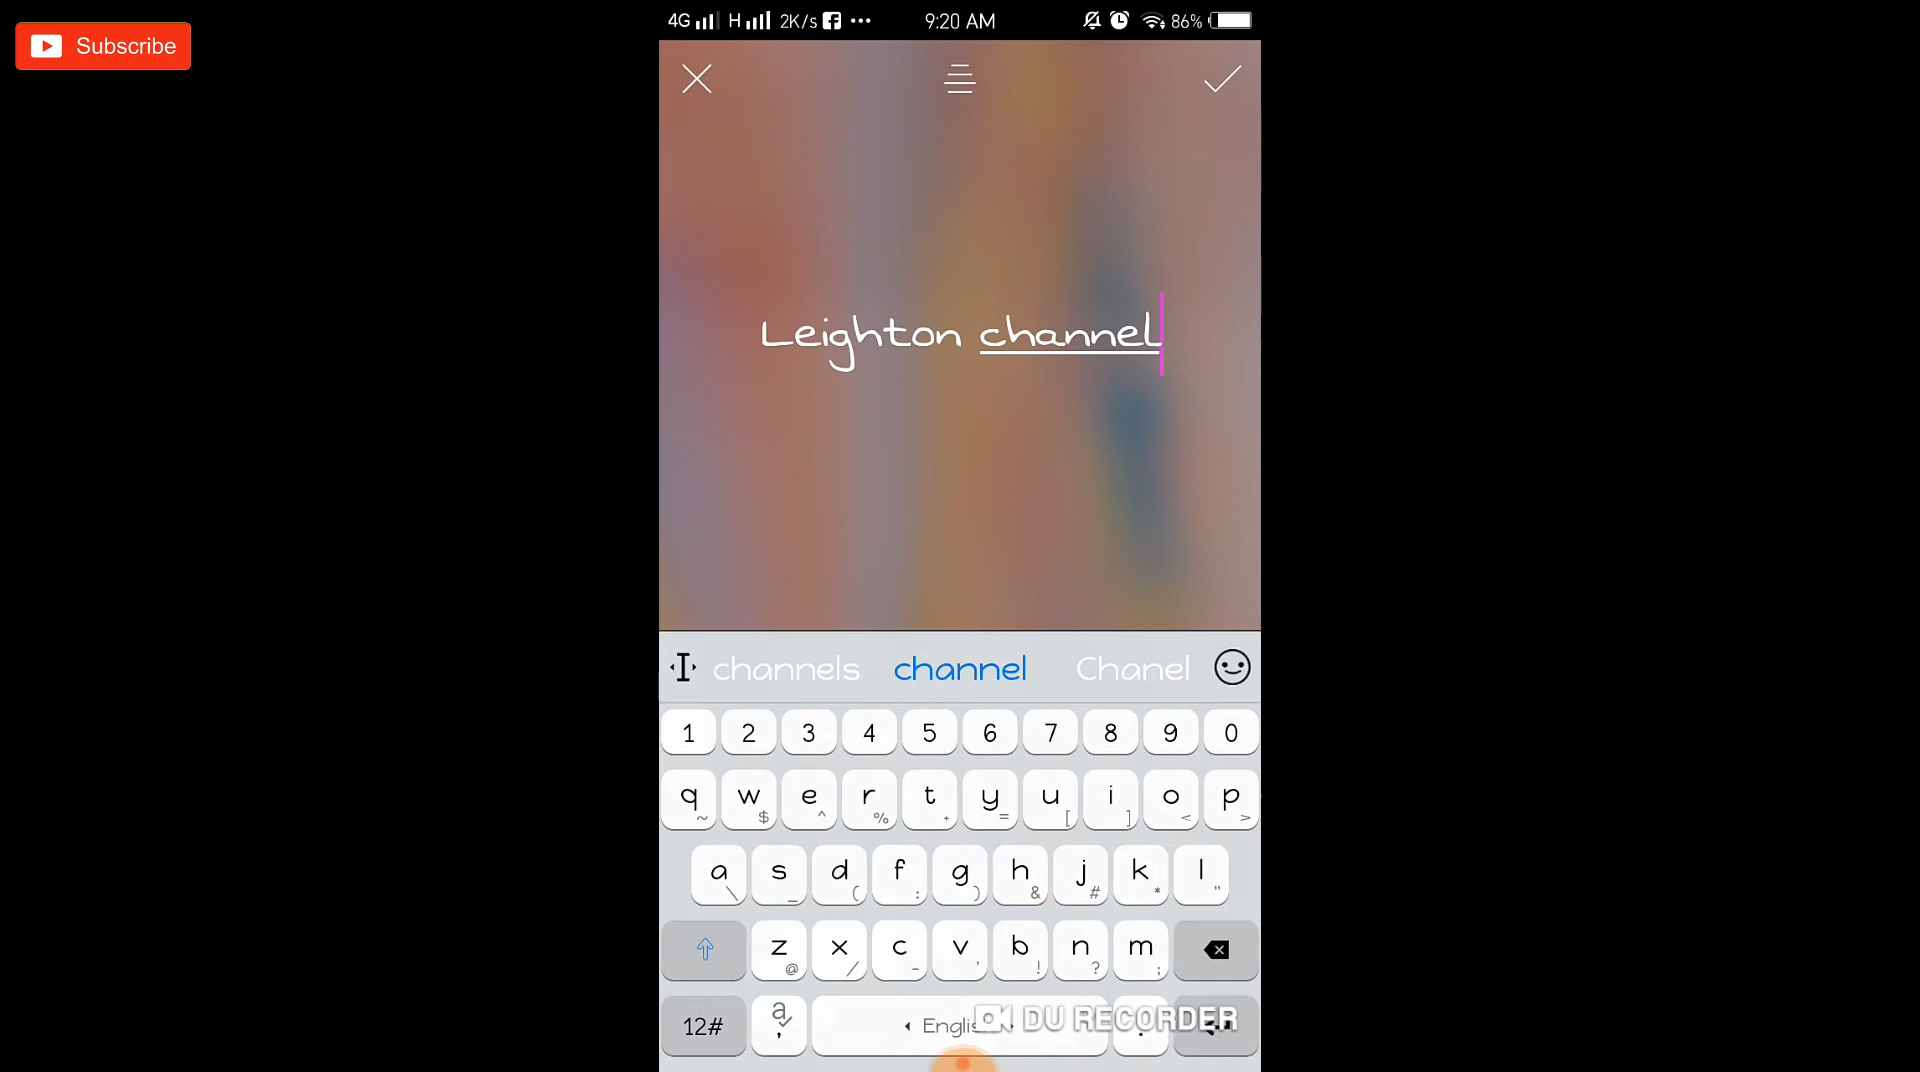 Subscribe
4G H 2K/s 9:20 AM 86%
Leighton channel
channels channel Chanel
1 2 3 4 5 6 7 8 9 0
q w e r t y u i o p
~ $ ^ % + = [ ] < >
a s d f g h j k l
\ _ ( : ) & # * "
z x c v b n m
@ / - ' ! ? ;
12# a , English .
DU RECORDER